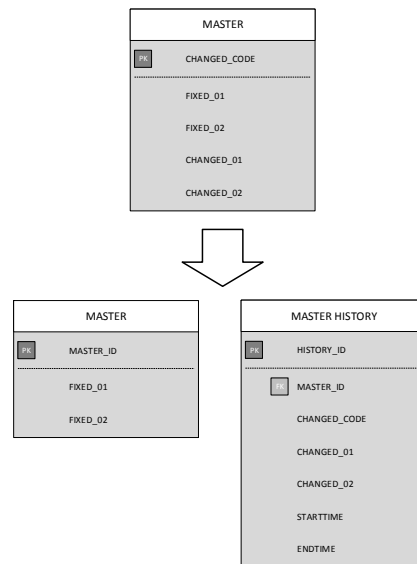 MASTER
PK CHANGED_CODE
FIXED_01
FIXED_02
CHANGED_01
CHANGED_02
MASTER
PK MASTER_ID
FIXED_01
FIXED_02
MASTER HISTORY
PK HISTORY_ID
FK MASTER_ID
CHANGED_CODE
CHANGED_01
CHANGED_02
STARTTIME
ENDTIME